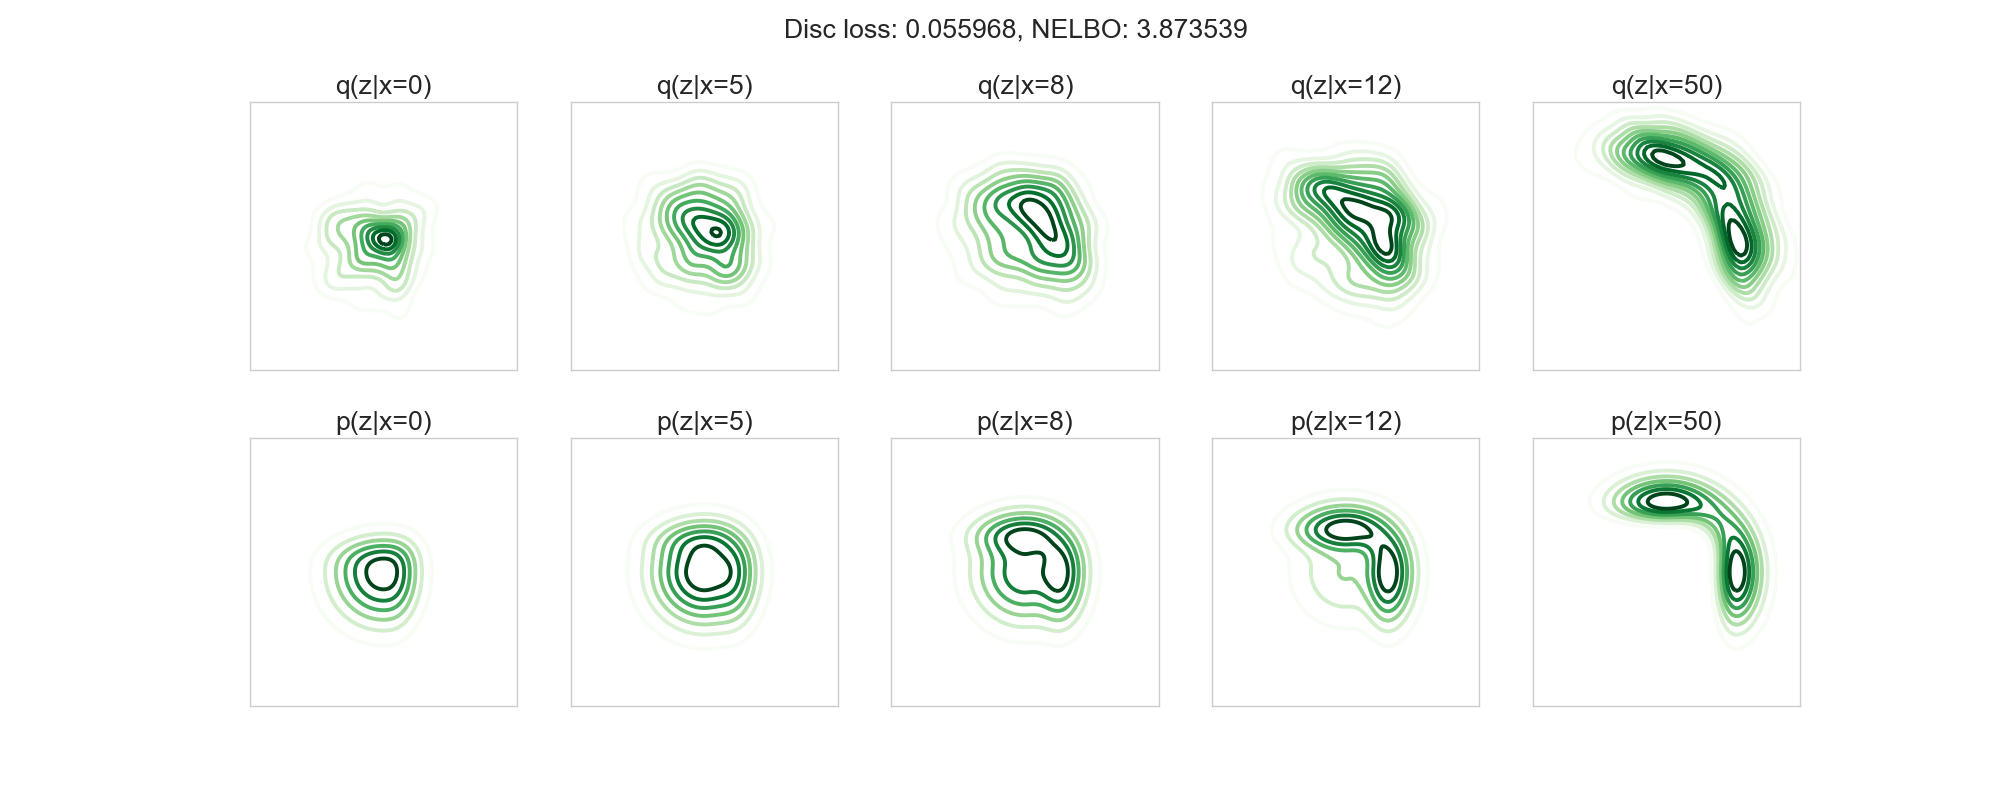 Disc loss: 0.055968, NELBO: 3.873539
q(z|x=0) q(z|x=5) q(z|x=8) q(z|x=12) q(z|x=50)
p(z|x=0) p(z|x=5) p(z|x=8) p(z|x=12) p(z|x=50)